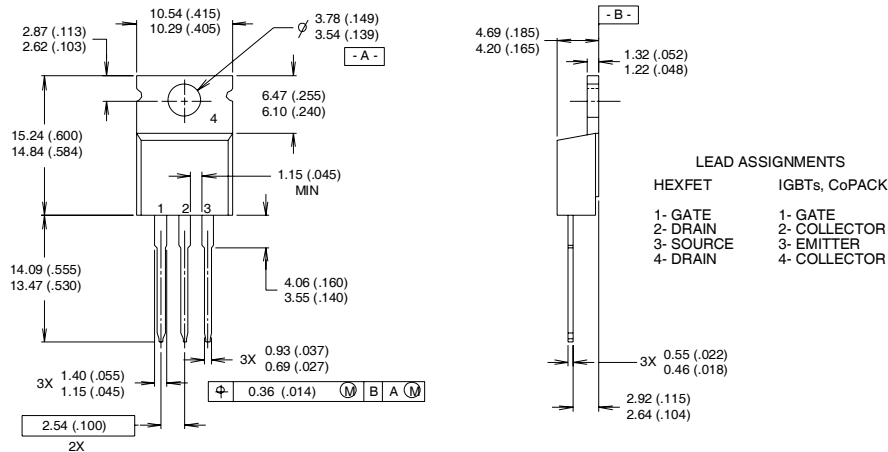 10.54 (.415)
10.29 (.405)
2.87 (.113)
2.62 (.103)
3.78 (.149)
3.54 (.139)
- A -
4
6.47 (.255)
6.10 (.240)
15.24 (.600)
14.84 (.584)
1.15 (.045)
MIN
1 2 3
14.09 (.555)
13.47 (.530)
4.06 (.160)
3.55 (.140)
3X 0.93 (.037)
0.69 (.027)
3X 1.40 (.055)
1.15 (.045)
⌖ 0.36 (.014) Ⓜ B A Ⓜ
2.54 (.100)
2X
- B -
4.69 (.185)
4.20 (.165)
1.32 (.052)
1.22 (.048)
3X 0.55 (.022)
0.46 (.018)
2.92 (.115)
2.64 (.104)
LEAD ASSIGNMENTS
HEXFET IGBTs, CoPACK
1- GATE 1- GATE
2- DRAIN 2- COLLECTOR
3- SOURCE 3- EMITTER
4- DRAIN 4- COLLECTOR